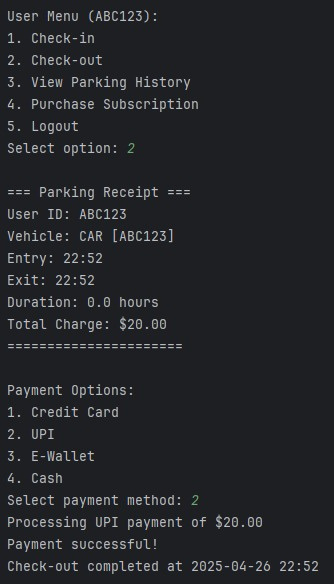 User Menu (ABC123):
1. Check-in
2. Check-out
3. View Parking History
4. Purchase Subscription
5. Logout
Select option: 2
=== Parking Receipt ===
User ID: ABC123
Vehicle: CAR [ABC123]
Entry: 22:52
Exit: 22:52
Duration: 0.0 hours
Total Charge: $20.00
======================
Payment Options:
1. Credit Card
2. UPI
3. E-Wallet
4. Cash
Select payment method: 2
Processing UPI payment of $20.00
Payment successful!
Check-out completed at 2025-04-26 22:52